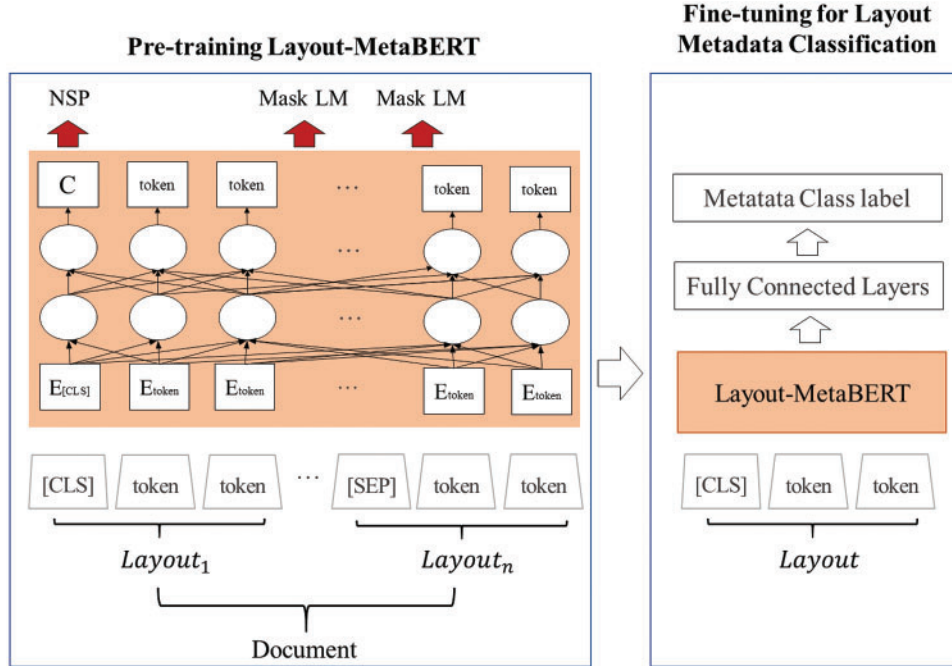 Pre-training Layout-MetaBERT
NSP
Mask LM
Mask LM
C
token
token
...
token
token
...
...
E[CLS]
Etoken
Etoken
...
Etoken
Etoken
[CLS]
token
token
...
[SEP]
token
token
Layout1
Layoutn
Document
Fine-tuning for Layout
Metadata Classification
Metatata Class label
Fully Connected Layers
Layout-MetaBERT
[CLS]
token
token
Layout